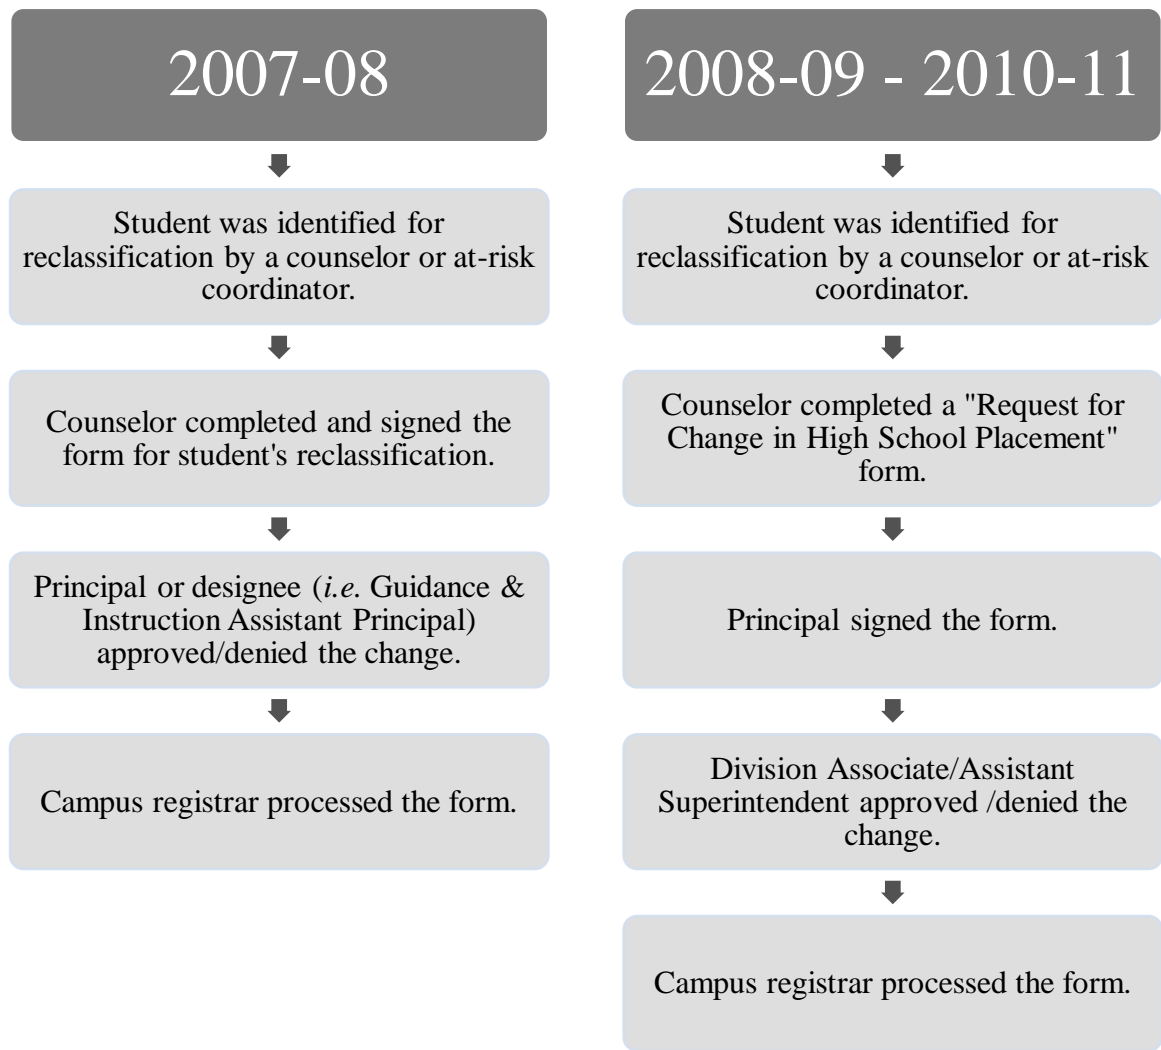 2007-08
Student was identified for
reclassification by a counselor or at-risk
coordinator.
Counselor completed and signed the
form for student's reclassification.
Principal or designee (i.e. Guidance &
Instruction Assistant Principal)
approved/denied the change.
Campus registrar processed the form.
2008-09 - 2010-11
Student was identified for
reclassification by a counselor or at-risk
coordinator.
Counselor completed a "Request for
Change in High School Placement"
form.
Principal signed the form.
Division Associate/Assistant
Superintendent approved /denied the
change.
Campus registrar processed the form.